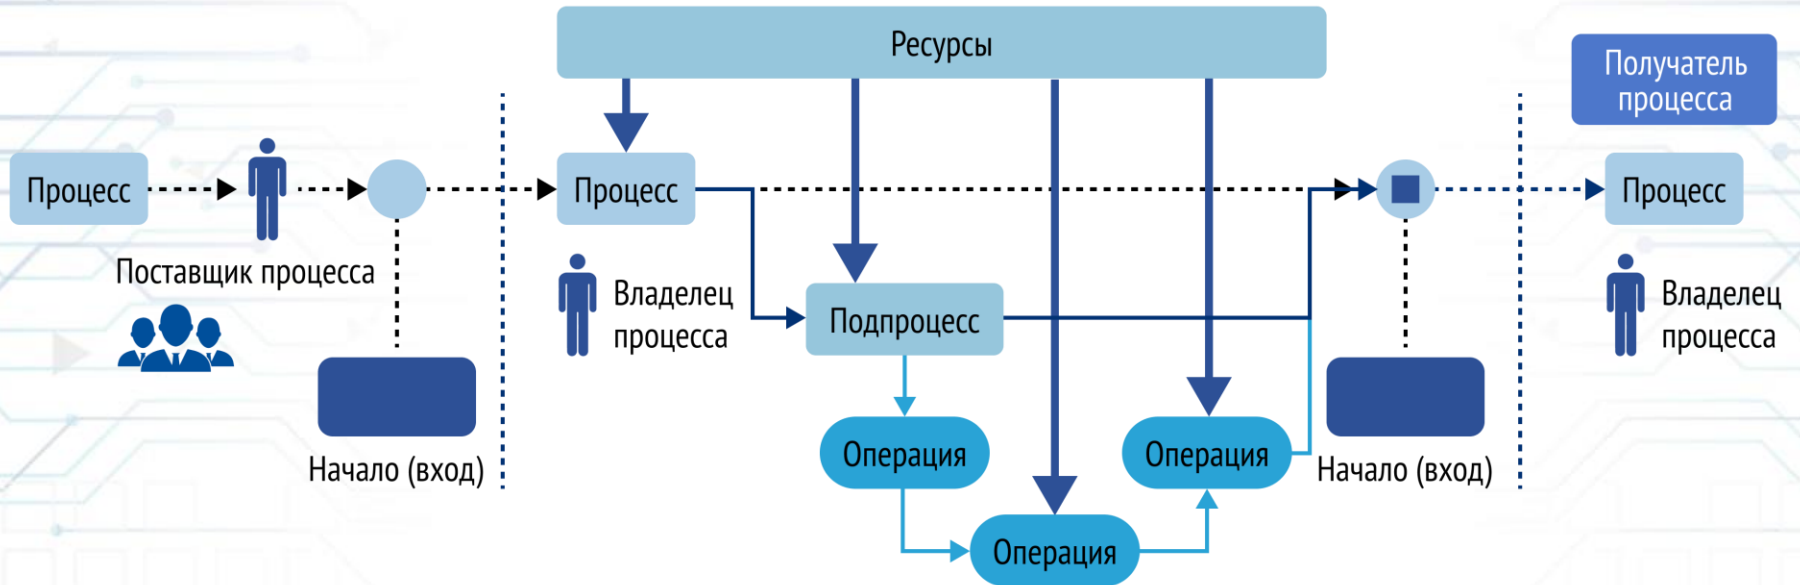 Ресурсы
Получатель
процесса
Процесс
Процесс
Процесс
Поставщик процесса
Владелец
процесса
Подпроцесс
Владелец
процесса
Операция
Операция
Начало (вход)
Начало (вход)
Операция